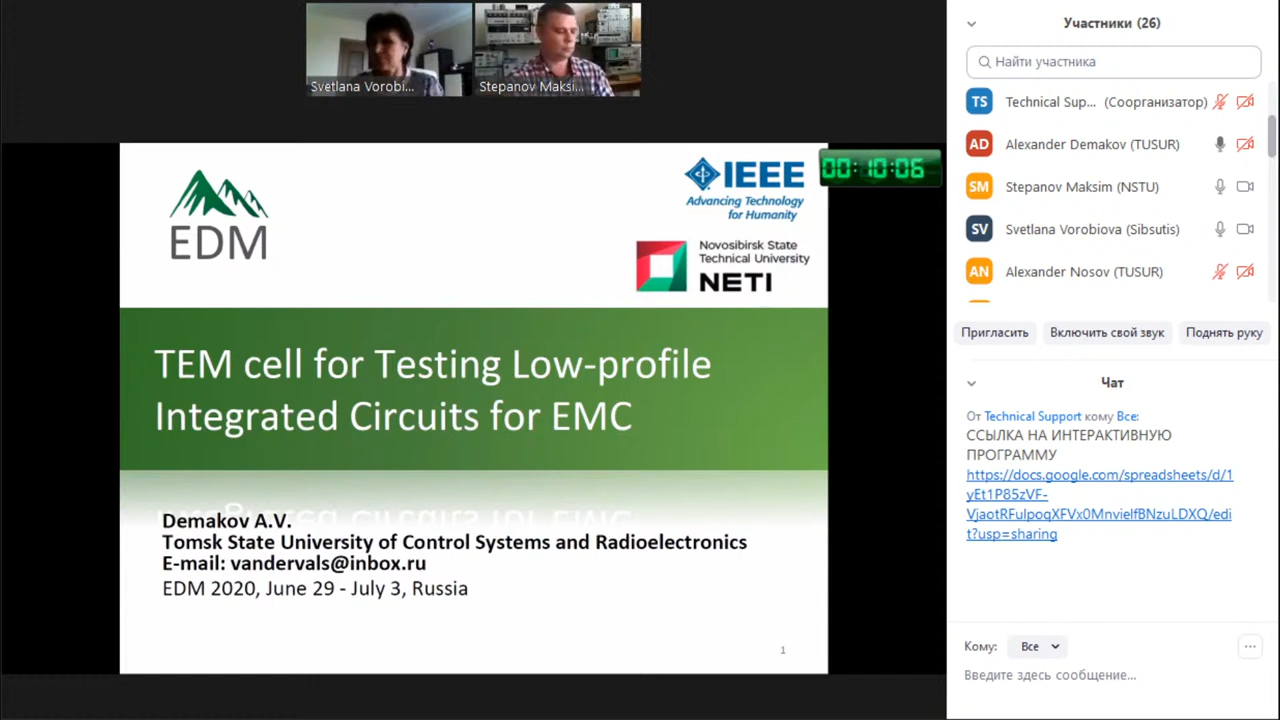 Svetlana Vorobi...
Stepanov Maksi...
EDM
IEEE
Advancing Technology
for Humanity
Novosibirsk State
Technical University
NETI
00:10:06
TEM cell for Testing Low-profile
Integrated Circuits for EMC
Demakov A.V.
Tomsk State University of Control Systems and Radioelectronics
E-mail: vandervals@inbox.ru
EDM 2020, June 29 - July 3, Russia
1
Участники (26)
Найти участника
TS Technical Sup... (Соорганизатор)
AD Alexander Demakov (TUSUR)
SM Stepanov Maksim (NSTU)
SV Svetlana Vorobiova (Sibsutis)
AN Alexander Nosov (TUSUR)
Пригласить Включить свой звук Поднять руку
Чат
От Technical Support кому Все:
ССЫЛКА НА ИНТЕРАКТИВНУЮ
ПРОГРАММУ
https://docs.google.com/spreadsheets/d/1
yEt1P85zVF-
VjaotRFuIpoqXFVx0MnvielfBNzuLDXQ/edi
t?usp=sharing
Кому: Все
Введите здесь сообщение...